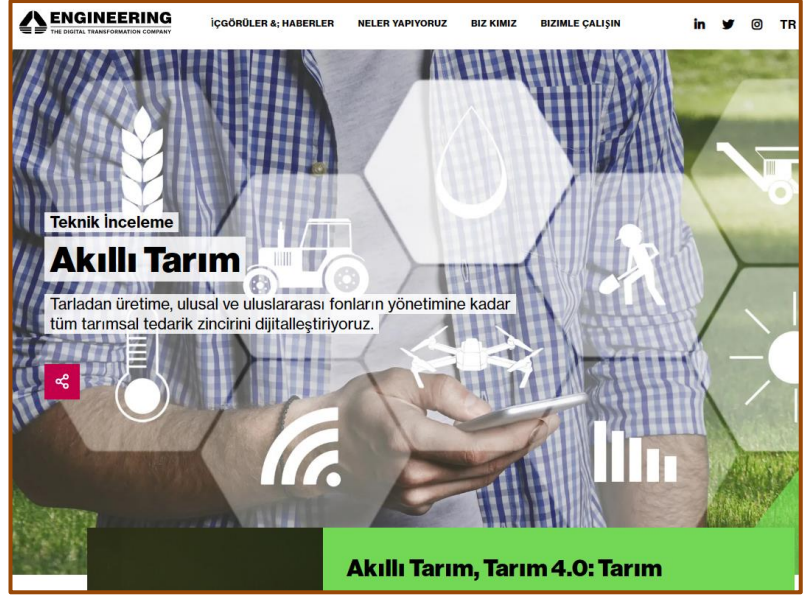 ENGINEERING
THE DIGITAL TRANSFORMATION COMPANY
İÇGÖRÜLER &; HABERLER
NELER YAPIYORUZ
BIZ KIMIZ
BIZIMLE ÇALIŞIN
in
TR
Teknik İnceleme
Akıllı Tarım
Tarladan üretime, ulusal ve uluslararası fonların yönetimine kadar
tüm tarımsal tedarik zincirini dijitalleştiriyoruz.
Akıllı Tarım, Tarım 4.0: Tarım